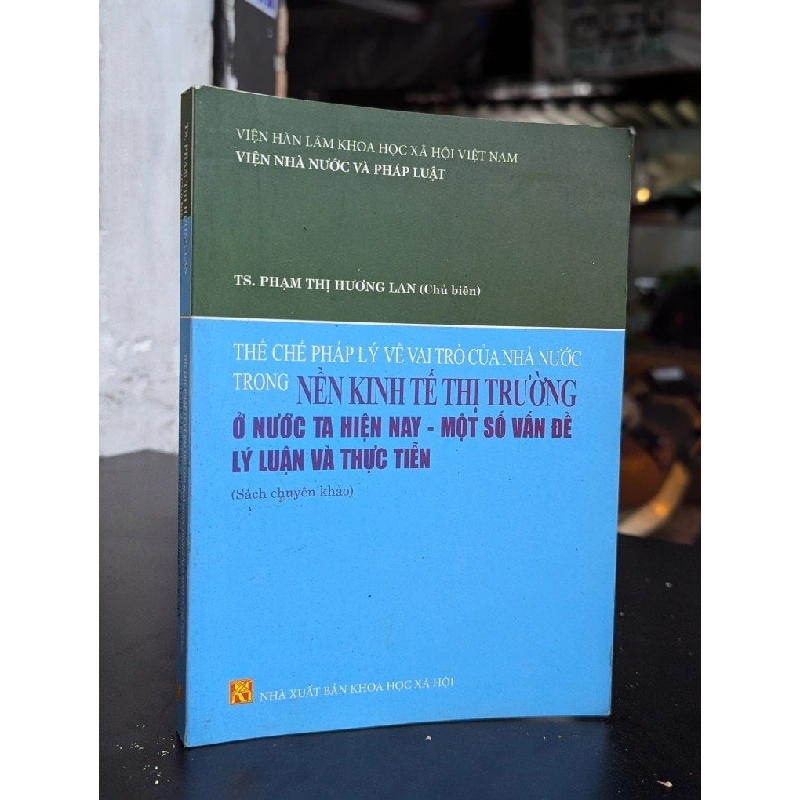 VIỆN HÀN LÂM KHOA HỌC XÃ HỘI VIỆT NAM
VIỆN NHÀ NƯỚC VÀ PHÁP LUẬT
TS. PHẠM THỊ HƯƠNG LAN (Chủ biên)
THỂ CHẾ PHÁP LÝ VỀ VAI TRÒ CỦA NHÀ NƯỚC
TRONG NỀN KINH TẾ THỊ TRƯỜNG
Ở NƯỚC TA HIỆN NAY - MỘT SỐ VẤN ĐỀ
LÝ LUẬN VÀ THỰC TIỄN
(Sách chuyên khảo)
NHÀ XUẤT BẢN KHOA HỌC XÃ HỘI